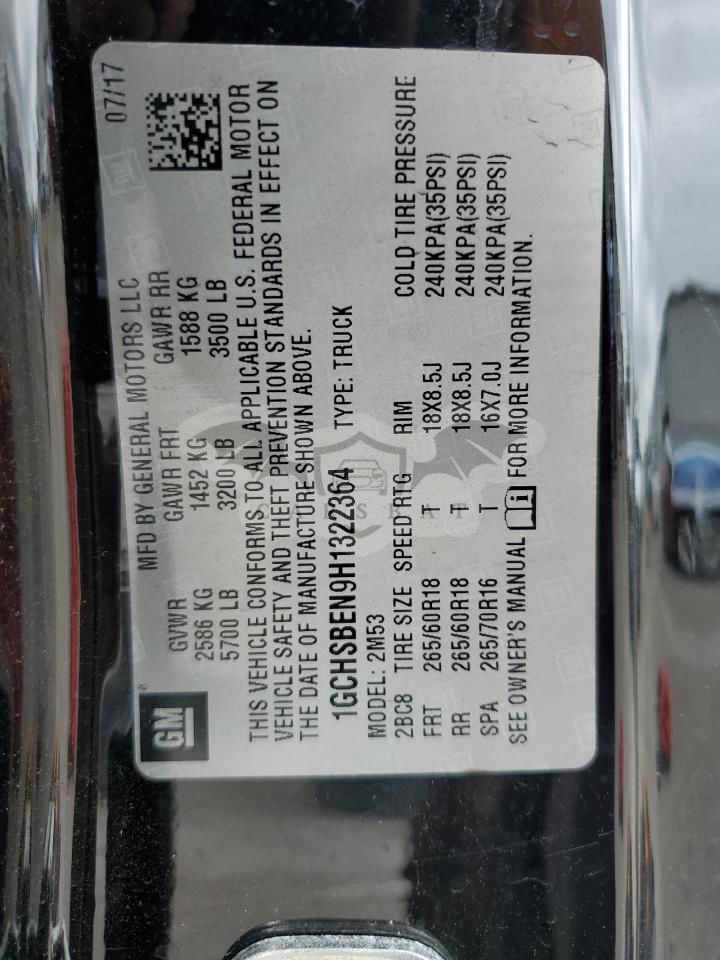 07/17
MFD BY GENERAL MOTORS LLC
GM
GVWR GAWR FRT GAWR RR
2586 KG 1452 KG 1588 KG
5700 LB 3200 LB 3500 LB
THIS VEHICLE CONFORMS TO ALL APPLICABLE U.S. FEDERAL MOTOR
VEHICLE SAFETY AND THEFT PREVENTION STANDARDS IN EFFECT ON
THE DATE OF MANUFACTURE SHOWN ABOVE.
1GCHSBEN9H1322364 TYPE: TRUCK
MODEL: 2M53
2BC8 TIRE SIZE SPEED RTG RIM COLD TIRE PRESSURE
FRT 265/60R18 T 18X8.5J 240KPA(35PSI)
RR 265/60R18 T 18X8.5J 240KPA(35PSI)
SPA 265/70R16 T 16X7.0J 240KPA(35PSI)
SEE OWNER'S MANUAL FOR MORE INFORMATION.